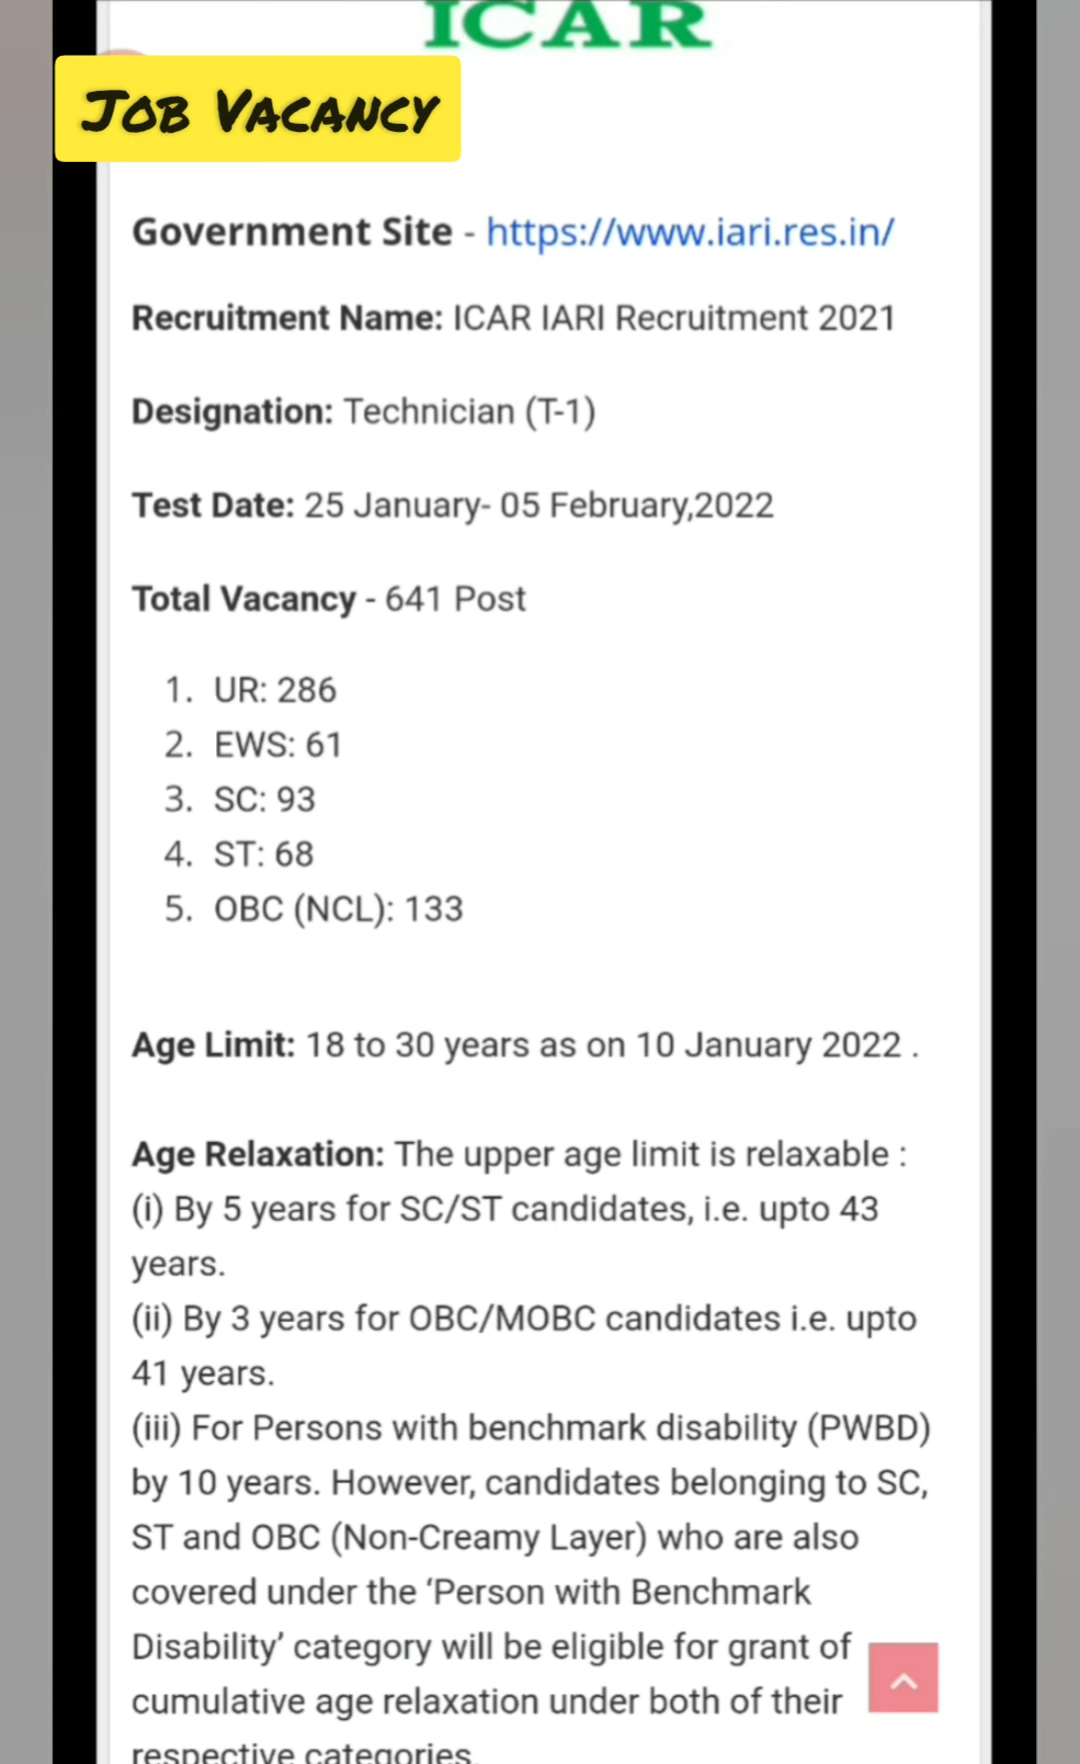 ICAR
JOB VACANCY
Government Site - https://www.iari.res.in/
Recruitment Name: ICAR IARI Recruitment 2021
Designation: Technician (T-1)
Test Date: 25 January- 05 February,2022
Total Vacancy - 641 Post
1. UR: 286
2. EWS: 61
3. SC: 93
4. ST: 68
5. OBC (NCL): 133
Age Limit: 18 to 30 years as on 10 January 2022 .
Age Relaxation: The upper age limit is relaxable :
(i) By 5 years for SC/ST candidates, i.e. upto 43
years.
(ii) By 3 years for OBC/MOBC candidates i.e. upto
41 years.
(iii) For Persons with benchmark disability (PWBD)
by 10 years. However, candidates belonging to SC,
ST and OBC (Non-Creamy Layer) who are also
covered under the ‘Person with Benchmark
Disability’ category will be eligible for grant of
cumulative age relaxation under both of their
respective categories.